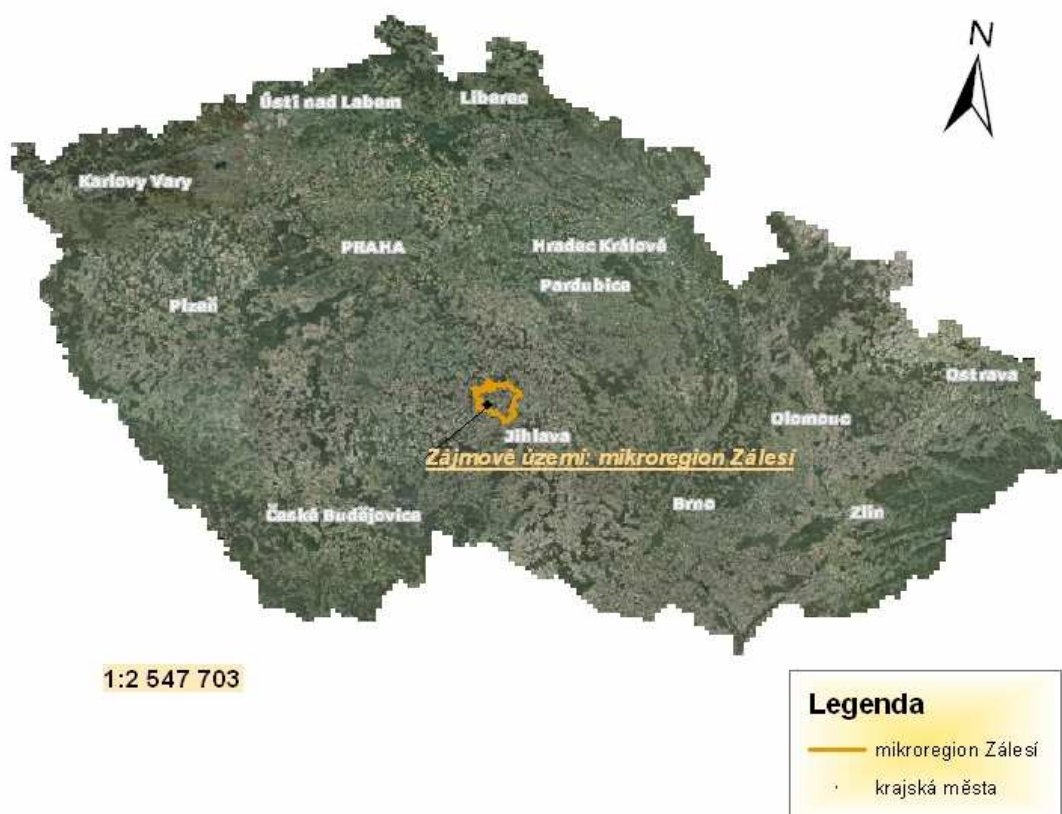 N
Ústí nad Labem
Liberec
Karlovy Vary
PRAHA
Hradec Králové
Pardubice
Plzeň
Ostrava
Olomouc
Jihlava
Zájmové území: mikroregion Zálesí
Brno
Zlín
České Budějovice
1:2 547 703
Legenda
mikroregion Zálesí
krajská města